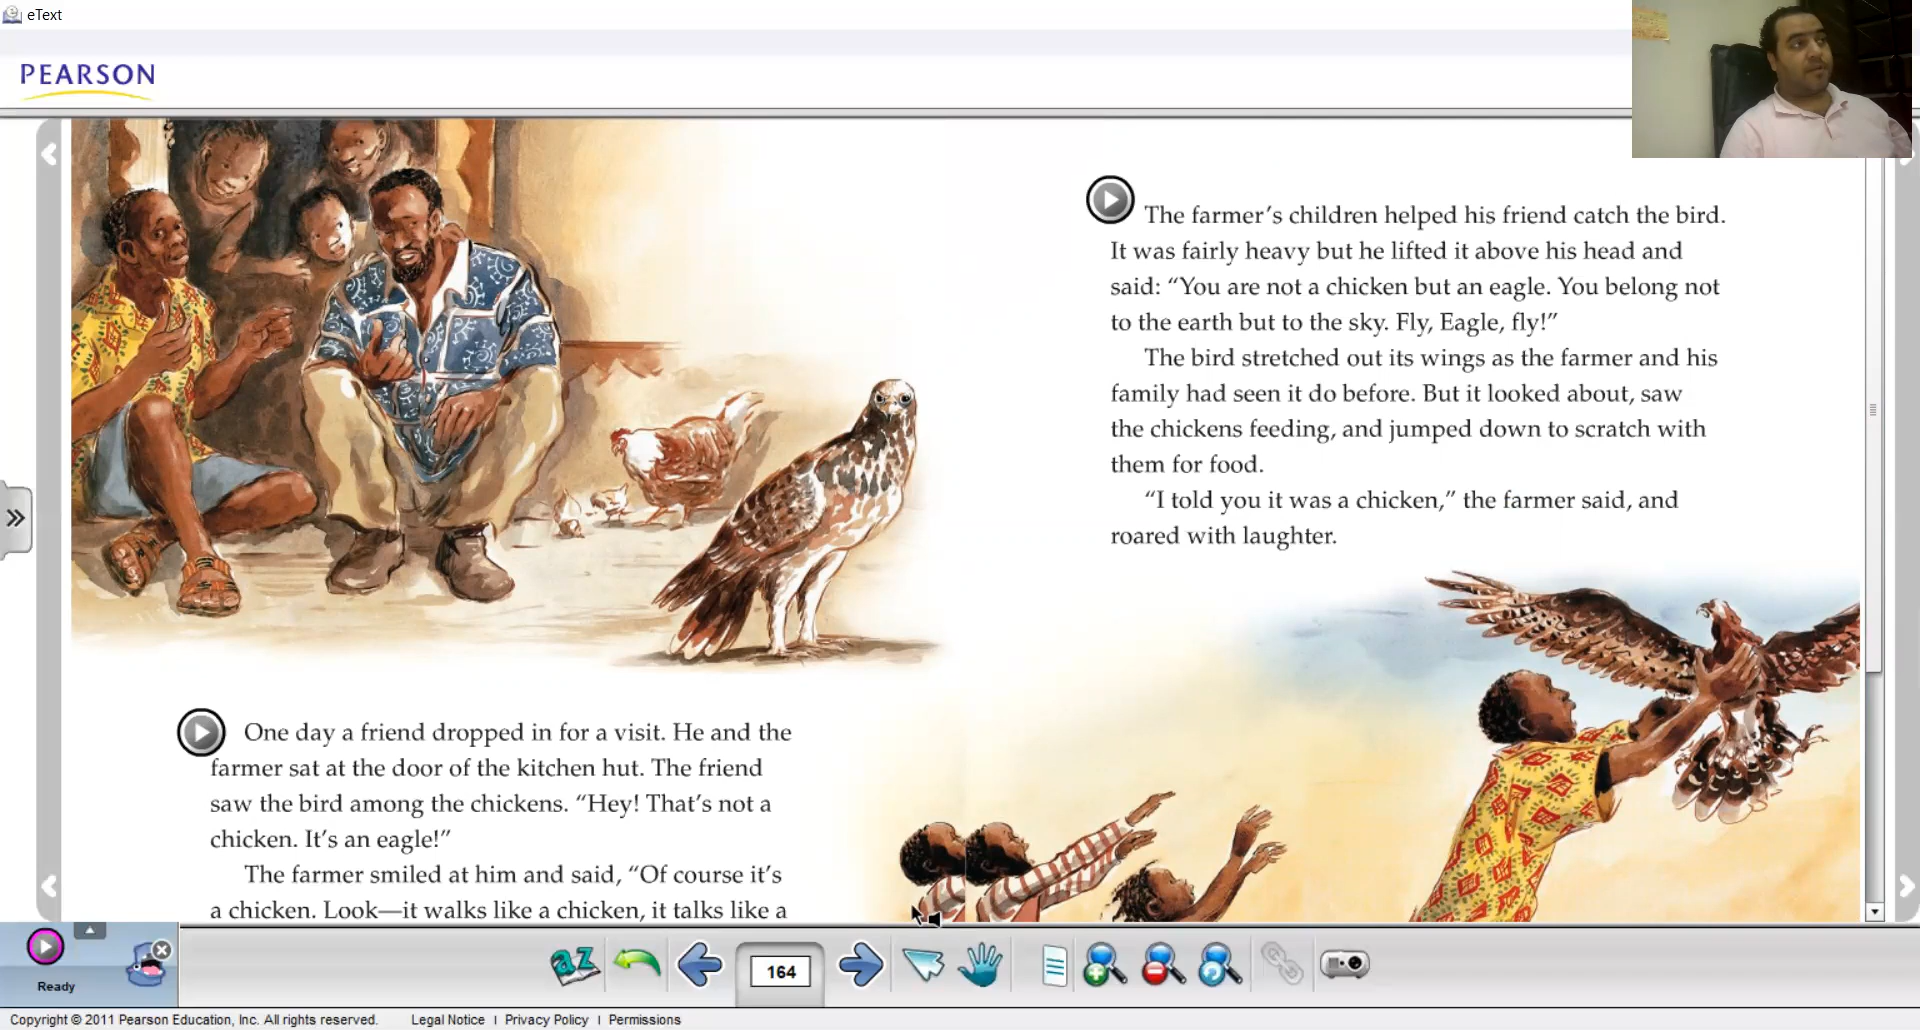 eText
PEARSON
One day a friend dropped in for a visit. He and the
farmer sat at the door of the kitchen hut. The friend
saw the bird among the chickens. “Hey! That’s not a
chicken. It’s an eagle!”
The farmer smiled at him and said, “Of course it’s
a chicken. Look—it walks like a chicken, it talks like a
The farmer’s children helped his friend catch the bird.
It was fairly heavy but he lifted it above his head and
said: “You are not a chicken but an eagle. You belong not
to the earth but to the sky. Fly, Eagle, fly!”
The bird stretched out its wings as the farmer and his
family had seen it do before. But it looked about, saw
the chickens feeding, and jumped down to scratch with
them for food.
“I told you it was a chicken,” the farmer said, and
roared with laughter.
Ready
az
164
Copyright © 2011 Pearson Education, Inc. All rights reserved. Legal Notice | Privacy Policy | Permissions